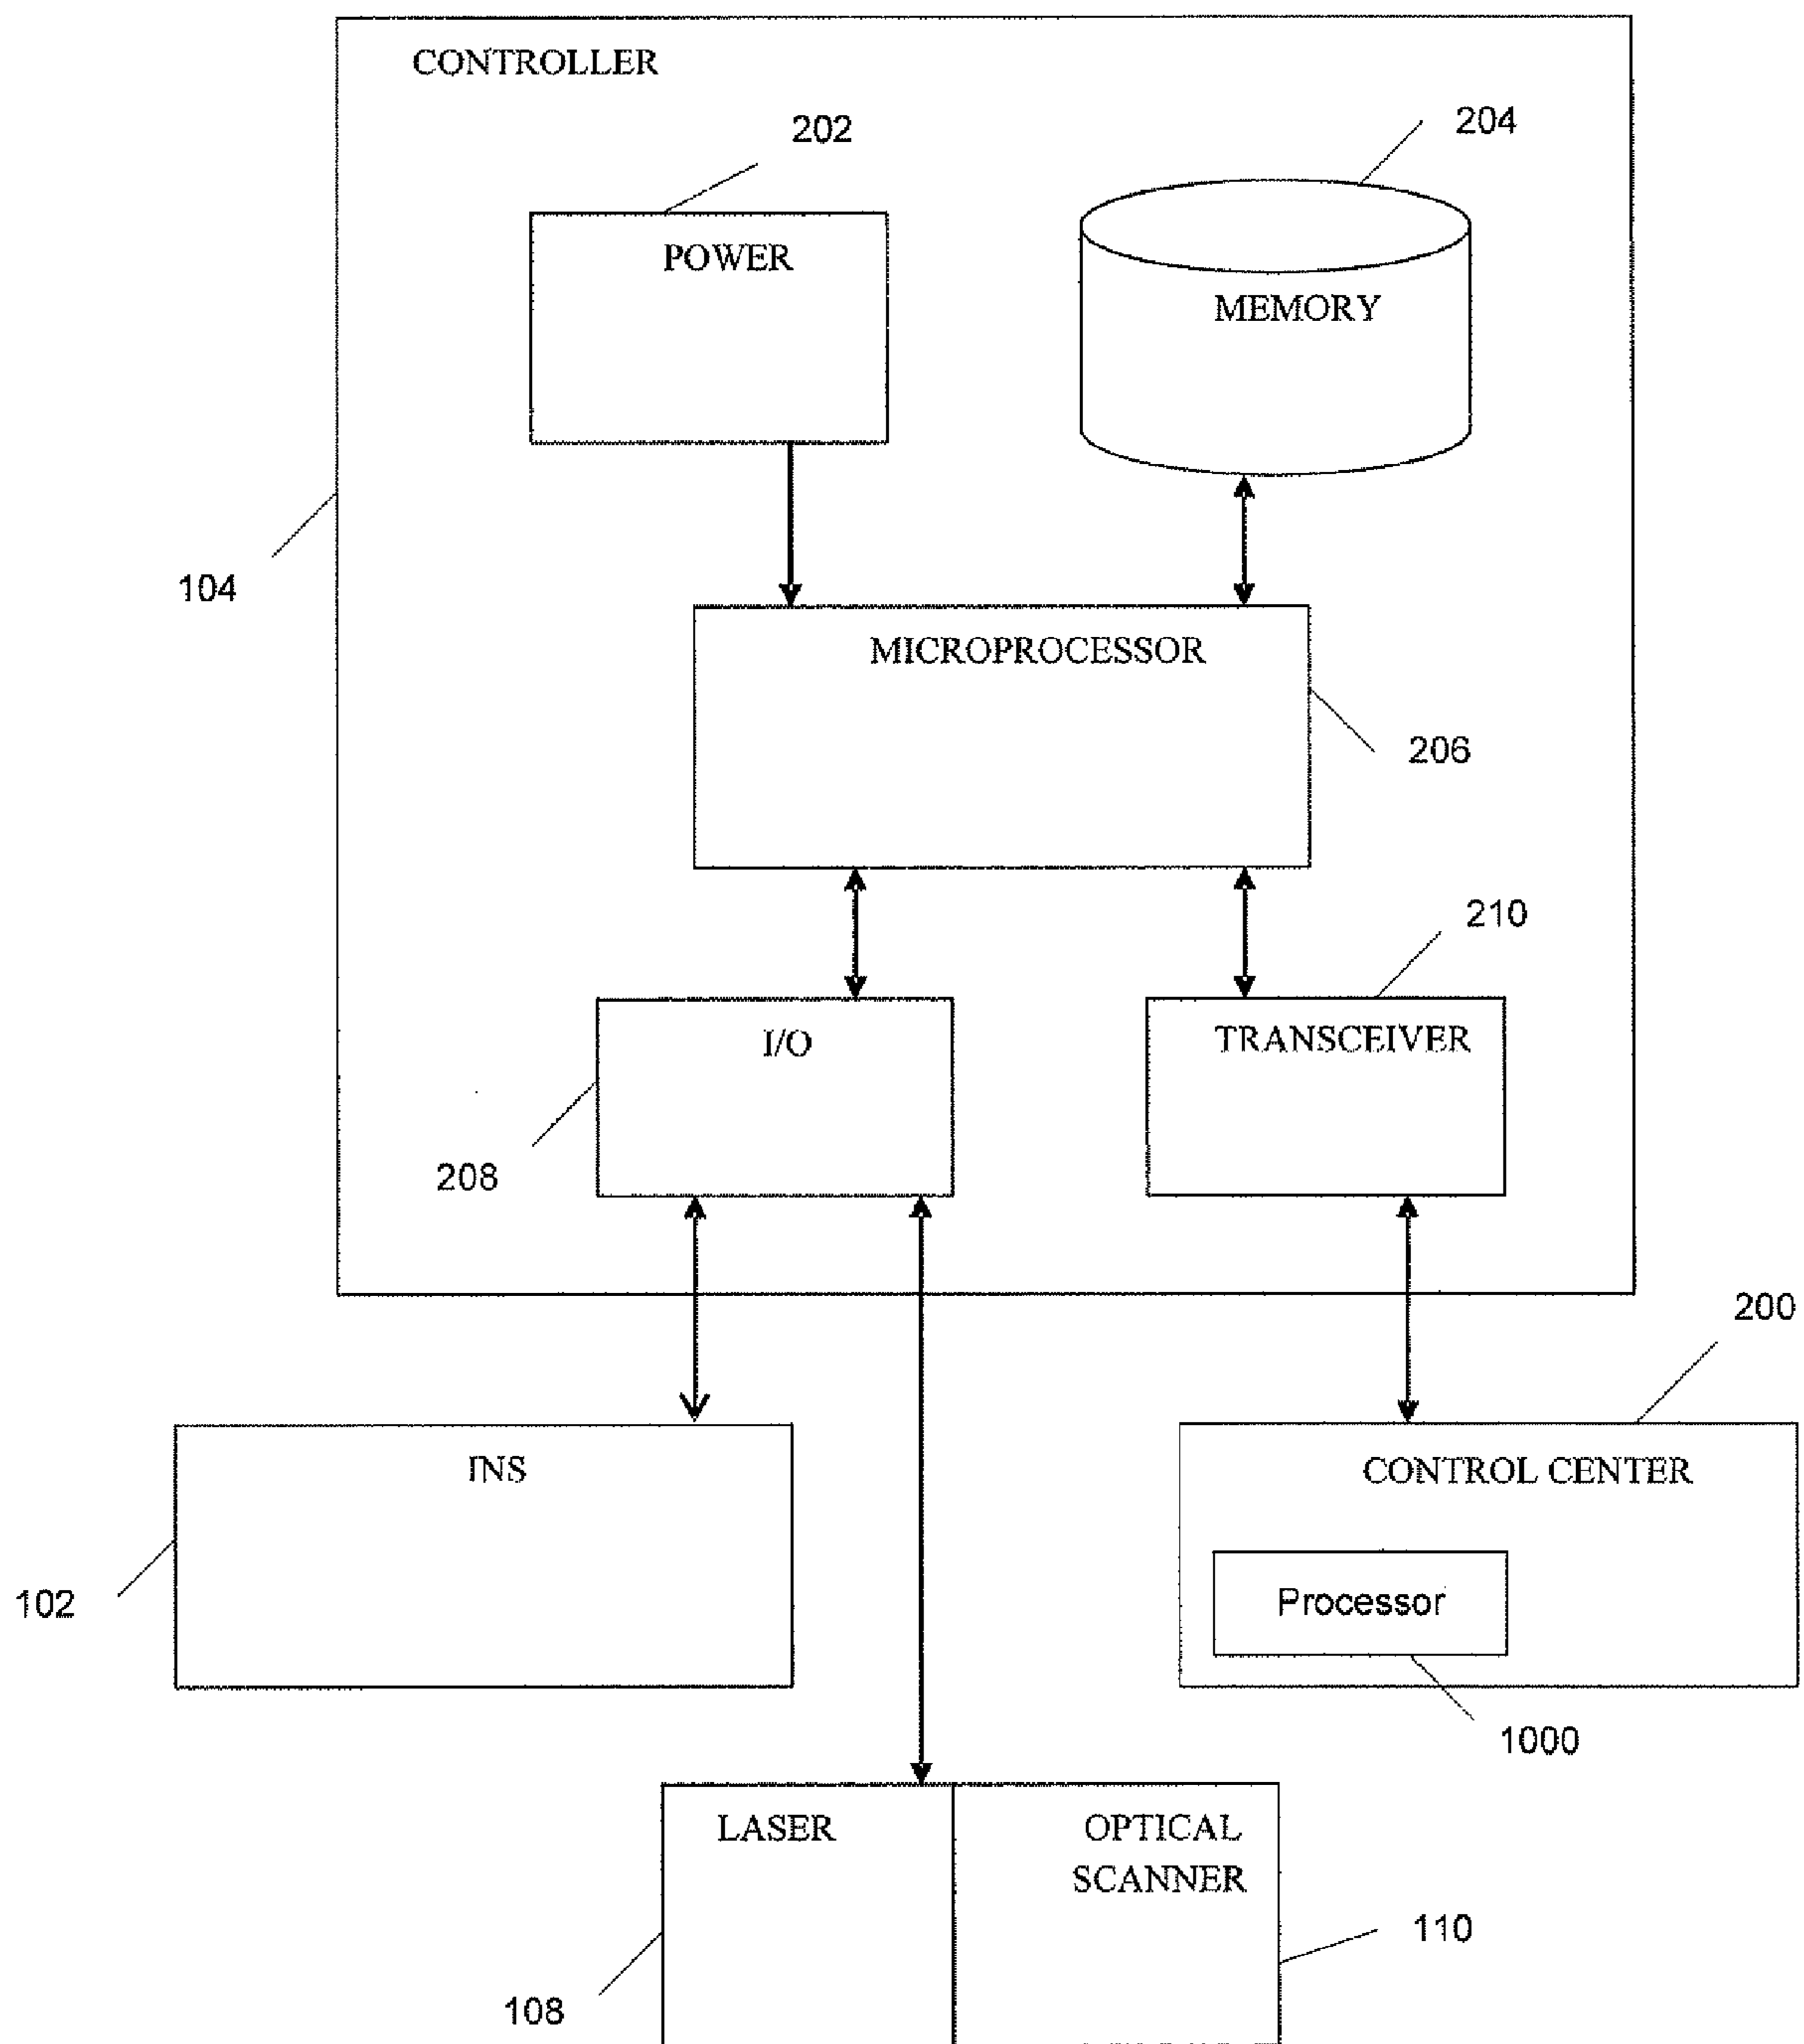 CONTROLLER
202
204
POWER
MEMORY
104
MICROPROCESSOR
206
210
I/O
TRANSCEIVER
208
200
INS
CONTROL CENTER
102
Processor
1000
LASER
OPTICAL
SCANNER
110
108